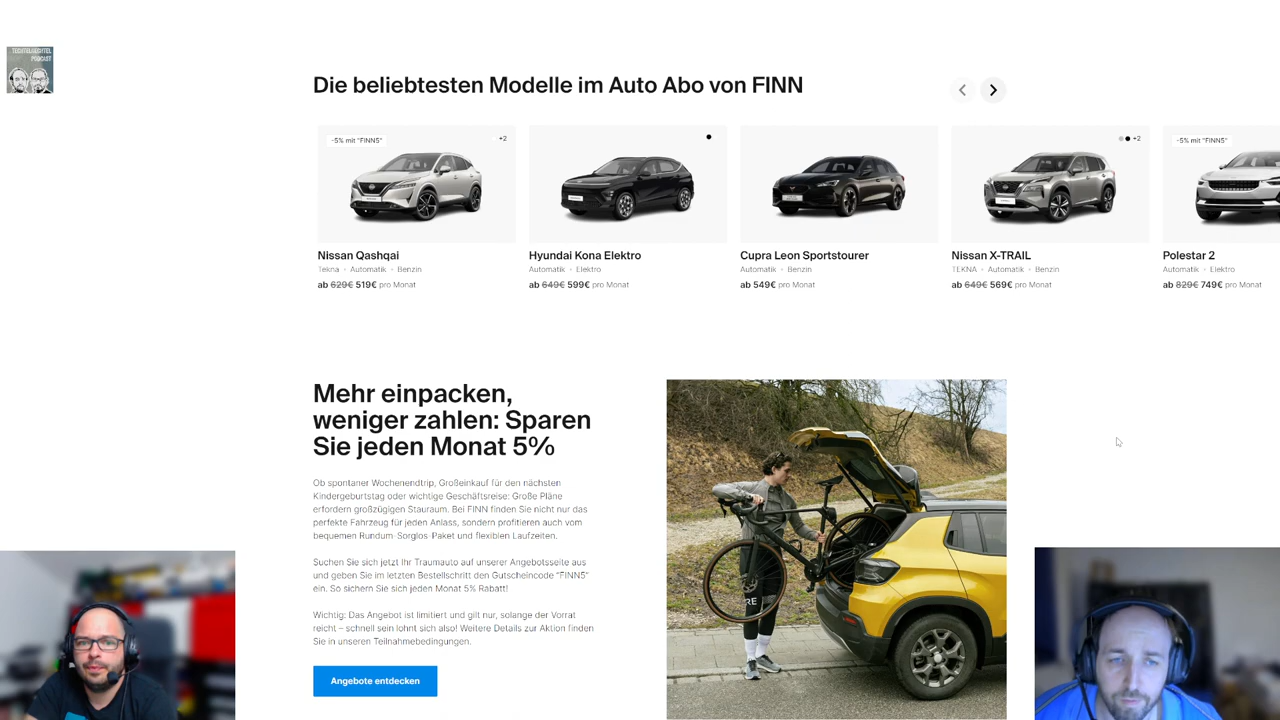 TECHTELMECHTEL
PODCAST
Die beliebtesten Modelle im Auto Abo von FINN
-5% mit "FINN5"
+2
+2
-5% mit "FINN5"
Nissan Qashqai
Tekna • Automatik • Benzin
ab 629€ 519€ pro Monat
Hyundai Kona Elektro
Automatik • Elektro
ab 649€ 599€ pro Monat
Cupra Leon Sportstourer
Automatik • Benzin
ab 549€ pro Monat
Nissan X-TRAIL
TEKNA • Automatik • Benzin
ab 649€ 569€ pro Monat
Polestar 2
Automatik • Elektro
ab 829€ 749€ pro Monat
Mehr einpacken,
weniger zahlen: Sparen
Sie jeden Monat 5%
Ob spontaner Wochenendtrip, Großeinkauf für den nächsten
Kindergeburtstag oder wichtige Geschäftsreise: Große Pläne
erfordern großzügigen Stauraum. Bei FINN finden Sie nicht nur das
perfekte Fahrzeug für jeden Anlass, sondern profitieren auch vom
bequemen Rundum-Sorglos-Paket und flexiblen Laufzeiten.
Suchen Sie sich jetzt Ihr Traumauto auf unserer Angebotsseite aus
und geben Sie im letzten Bestellschritt den Gutscheincode "FINN5"
ein. So sichern Sie sich jeden Monat 5% Rabatt!
Wichtig: Das Angebot ist limitiert und gilt nur, solange der Vorrat
reicht – schnell sein lohnt sich also! Weitere Details zur Aktion finden
Sie in unseren Teilnahmebedingungen.
Angebote entdecken
RE